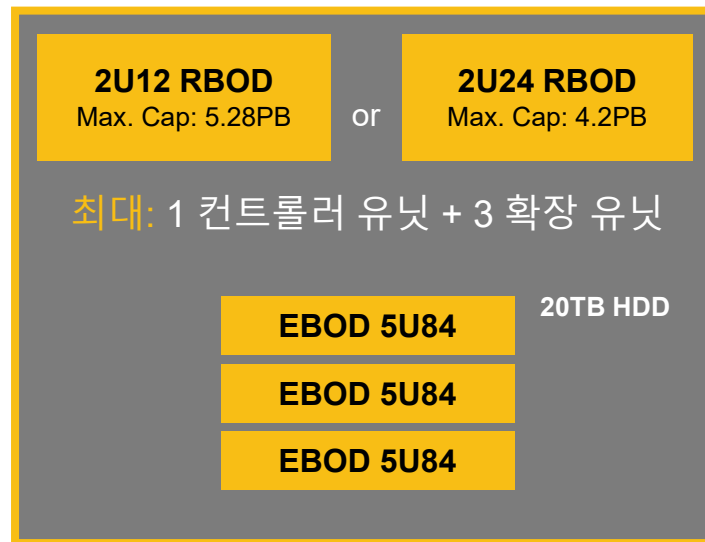 2U12 RBOD
Max. Cap: 5.28PB
or
2U24 RBOD
Max. Cap: 4.2PB
최대: 1 컨트롤러 유닛 + 3 확장 유닛
20TB HDD
EBOD 5U84
EBOD 5U84
EBOD 5U84